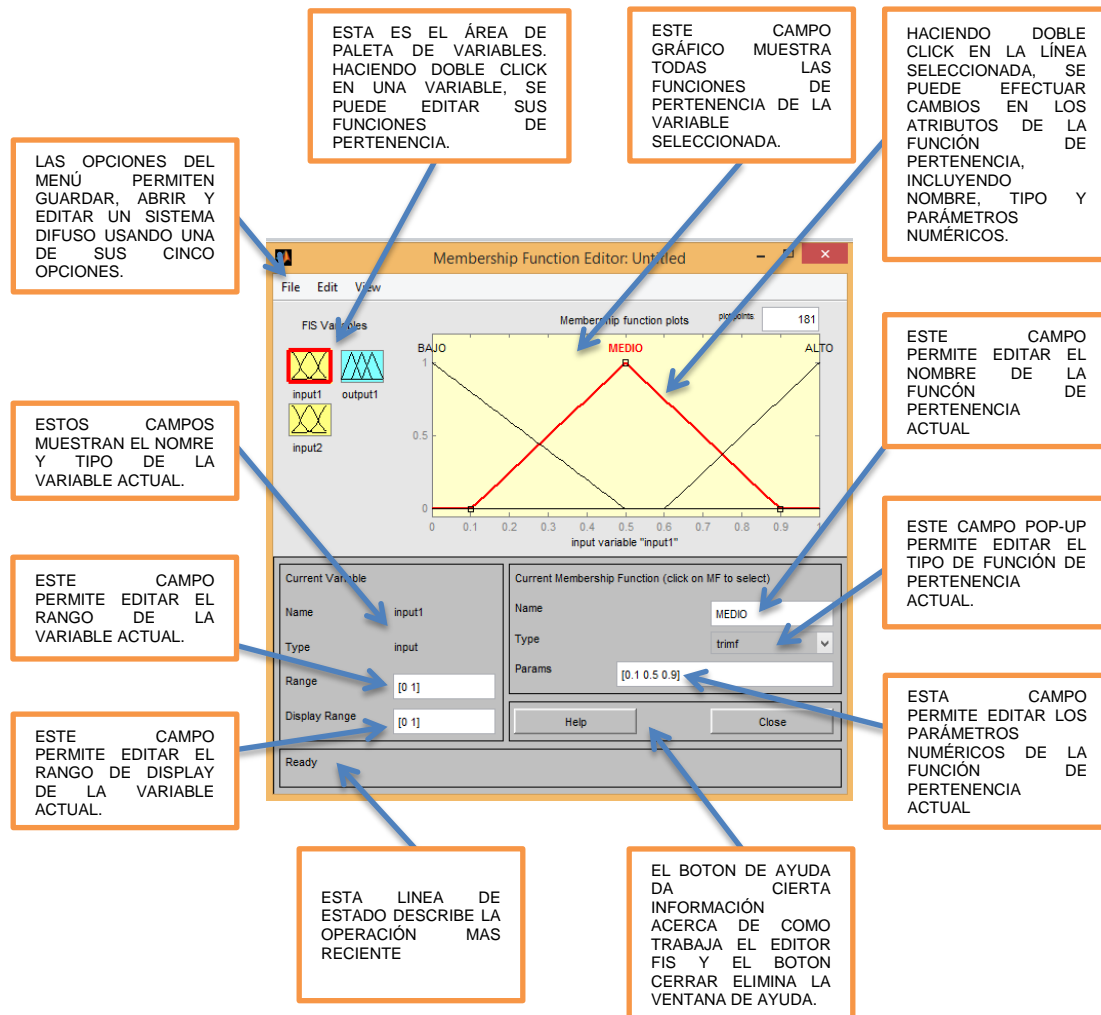 ESTA ES EL ÁREA DE
PALETA DE VARIABLES.
HACIENDO DOBLE CLICK
EN UNA VARIABLE, SE
PUEDE EDITAR SUS
FUNCIONES DE
PERTENENCIA.
ESTE CAMPO
GRÁFICO MUESTRA
TODAS LAS
FUNCIONES DE
PERTENENCIA DE LA
VARIABLE
SELECCIONADA.
HACIENDO DOBLE
CLICK EN LA LÍNEA
SELECCIONADA, SE
PUEDE EFECTUAR
CAMBIOS EN LOS
ATRIBUTOS DE LA
FUNCIÓN DE
PERTENENCIA,
INCLUYENDO
NOMBRE, TIPO Y
PARÁMETROS
NUMÉRICOS.
LAS OPCIONES DEL
MENÚ PERMITEN
GUARDAR, ABRIR Y
EDITAR UN SISTEMA
DIFUSO USANDO UNA
DE SUS CINCO
OPCIONES.
Membership Function Editor: Untitled
File Edit View
FIS Variables
input1 output1
input2
Membership function plots plot points 181
BAJO MEDIO ALTO
1
0.5
0
0 0.1 0.2 0.3 0.4 0.5 0.6 0.7 0.8 0.9 1
input variable "input1"
ESTOS CAMPOS
MUESTRAN EL NOMRE
Y TIPO DE LA
VARIABLE ACTUAL.
ESTE CAMPO
PERMITE EDITAR EL
NOMBRE DE LA
FUNCÓN DE
PERTENENCIA
ACTUAL
ESTE CAMPO POP-UP
PERMITE EDITAR EL
TIPO DE FUNCIÓN DE
PERTENENCIA
ACTUAL.
ESTE CAMPO
PERMITE EDITAR EL
RANGO DE LA
VARIABLE ACTUAL.
Current Variable
Name input1
Type input
Range [0 1]
Display Range [0 1]
Current Membership Function (click on MF to select)
Name MEDIO
Type trimf
Params [0.1 0.5 0.9]
Help Close
Ready
ESTE CAMPO
PERMITE EDITAR EL
RANGO DE DISPLAY
DE LA VARIABLE
ACTUAL.
ESTA CAMPO
PERMITE EDITAR LOS
PARÁMETROS
NUMÉRICOS DE LA
FUNCIÓN DE
PERTENENCIA
ACTUAL
ESTA LINEA DE
ESTADO DESCRIBE LA
OPERACIÓN MAS
RECIENTE
EL BOTON DE AYUDA
DA CIERTA
INFORMACIÓN
ACERCA DE COMO
TRABAJA EL EDITOR
FIS Y EL BOTON
CERRAR ELIMINA LA
VENTANA DE AYUDA.